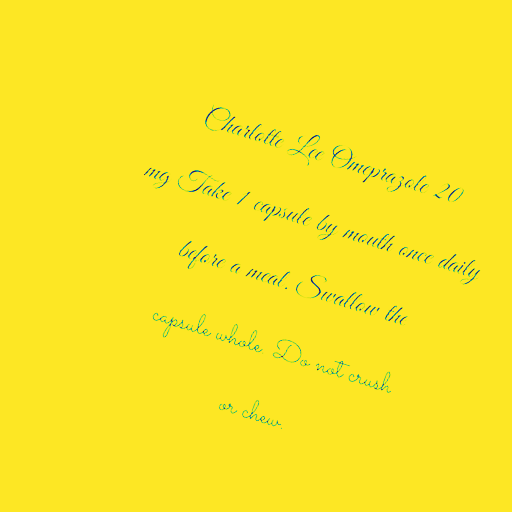 Charlotte Lee Omeprazole 20
mg Take 1 capsule by mouth once daily
before a meal. Swallow the
capsule whole. Do not crush
or chew.